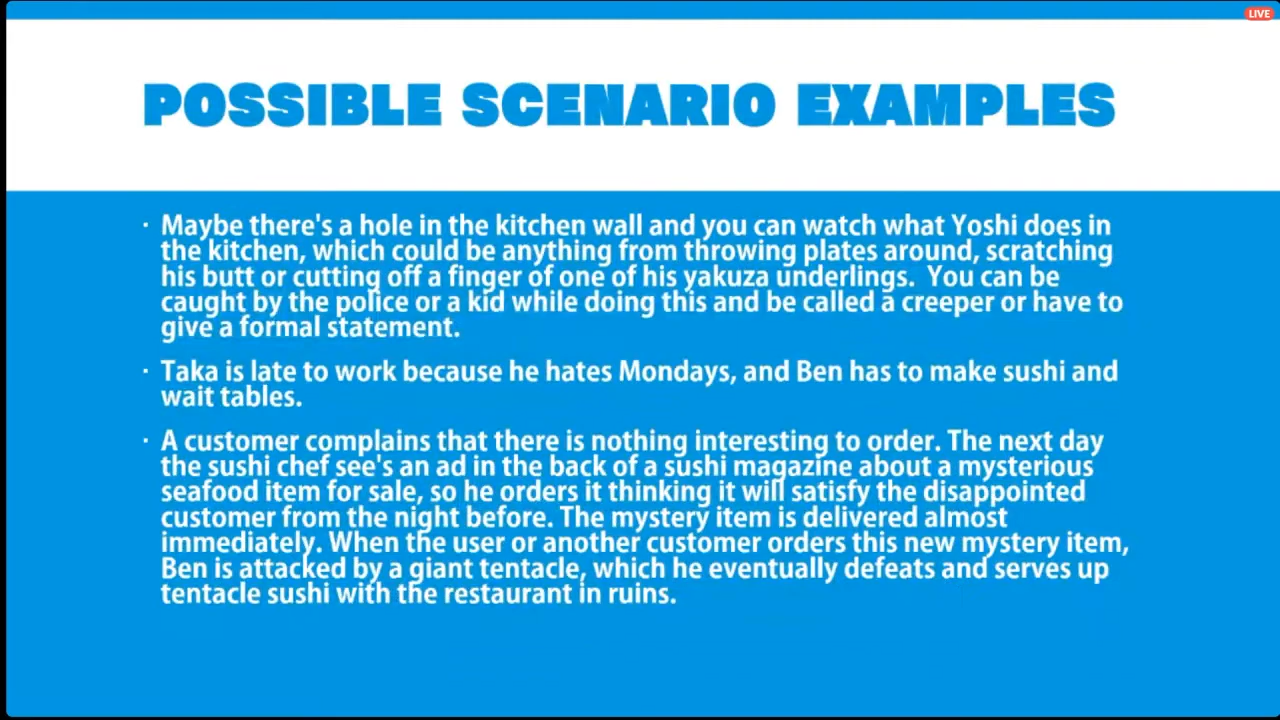 LIVE
POSSIBLE SCENARIO EXAMPLES
· Maybe there's a hole in the kitchen wall and you can watch what Yoshi does in
the kitchen, which could be anything from throwing plates around, scratching
his butt or cutting off a finger of one of his yakuza underlings.  You can be
caught by the police or a kid while doing this and be called a creeper or have to
give a formal statement.
· Taka is late to work because he hates Mondays, and Ben has to make sushi and
wait tables.
· A customer complains that there is nothing interesting to order. The next day
the sushi chef see's an ad in the back of a sushi magazine about a mysterious
seafood item for sale, so he orders it thinking it will satisfy the disappointed
customer from the night before. The mystery item is delivered almost
immediately. When the user or another customer orders this new mystery item,
Ben is attacked by a giant tentacle, which he eventually defeats and serves up
tentacle sushi with the restaurant in ruins.